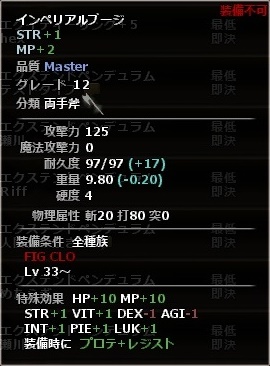 装備不可
インペリアルブージ
STR+1
MP+2
品質 Master
グレード 12
分類 両手斧
攻撃力 125
魔法攻撃力 0
耐久度 97/97 (+17)
重量 9.80 (-0.20)
硬度 4
物理属性 斬20 打80 突0
装備条件 全種族
FIG CLO
Lv 33～
特殊効果 HP+10 MP+10
STR+1 VIT+1 DEX-1 AGI-1
INT+1 PIE+1 LUK+1
装備時に プロテ+レジスト